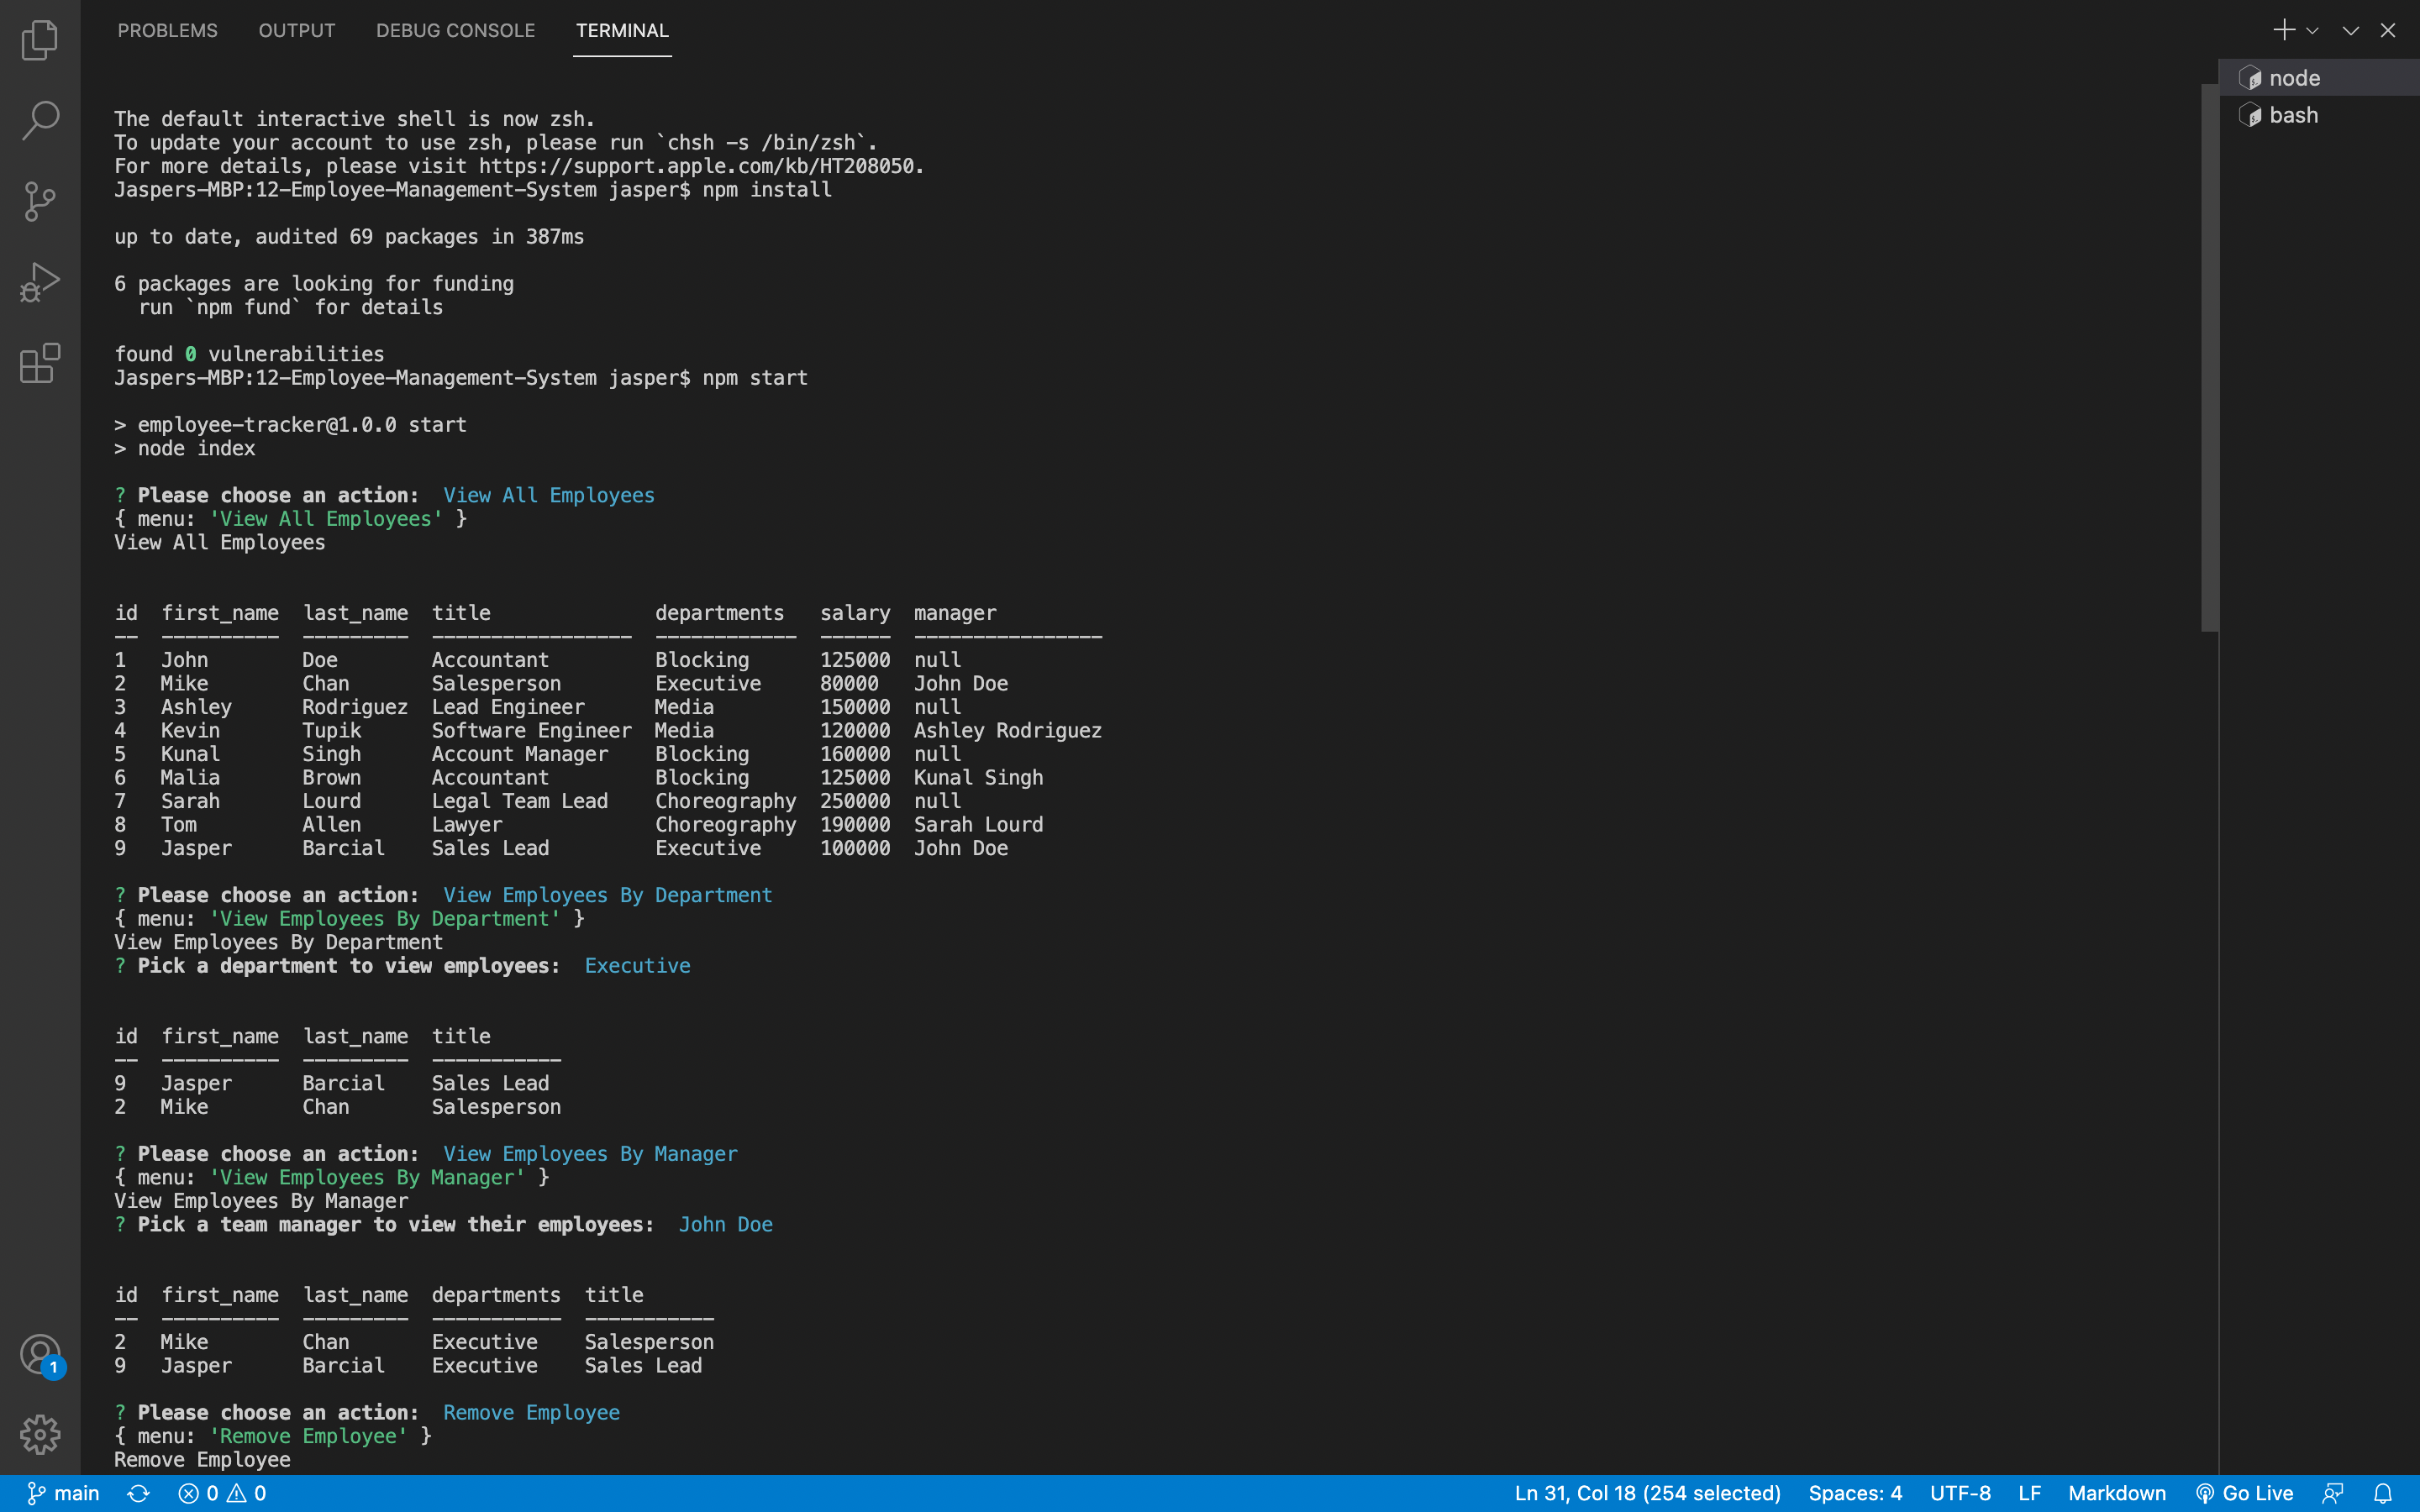 PROBLEMS OUTPUT DEBUG CONSOLE TERMINAL
node
bash
The default interactive shell is now zsh.
To update your account to use zsh, please run `chsh -s /bin/zsh`.
For more details, please visit https://support.apple.com/kb/HT208050.
Jaspers-MBP:12-Employee-Management-System jasper$ npm install
up to date, audited 69 packages in 387ms
6 packages are looking for funding
  run `npm fund` for details
found 0 vulnerabilities
Jaspers-MBP:12-Employee-Management-System jasper$ npm start
> employee-tracker@1.0.0 start
> node index
? Please choose an action:  View All Employees
{ menu: 'View All Employees' }
View All Employees
id  first_name  last_name  title              departments   salary  manager
--  ----------  ---------  -----------------  ------------  ------  ----------------
1   John        Doe        Accountant         Blocking      125000  null
2   Mike        Chan       Salesperson        Executive     80000   John Doe
3   Ashley      Rodriguez  Lead Engineer      Media         150000  null
4   Kevin       Tupik      Software Engineer  Media         120000  Ashley Rodriguez
5   Kunal       Singh      Account Manager    Blocking      160000  null
6   Malia       Brown      Accountant         Blocking      125000  Kunal Singh
7   Sarah       Lourd      Legal Team Lead    Choreography  250000  null
8   Tom         Allen      Lawyer             Choreography  190000  Sarah Lourd
9   Jasper      Barcial    Sales Lead         Executive     100000  John Doe
? Please choose an action:  View Employees By Department
{ menu: 'View Employees By Department' }
View Employees By Department
? Pick a department to view employees:  Executive
id  first_name  last_name  title
--  ----------  ---------  -----------
9   Jasper      Barcial    Sales Lead
2   Mike        Chan       Salesperson
? Please choose an action:  View Employees By Manager
{ menu: 'View Employees By Manager' }
View Employees By Manager
? Pick a team manager to view their employees:  John Doe
id  first_name  last_name  departments  title
--  ----------  ---------  -----------  -----------
2   Mike        Chan       Executive    Salesperson
9   Jasper      Barcial    Executive    Sales Lead
? Please choose an action:  Remove Employee
{ menu: 'Remove Employee' }
Remove Employee
1
main 0 0 Ln 31, Col 18 (254 selected) Spaces: 4 UTF-8 LF Markdown Go Live